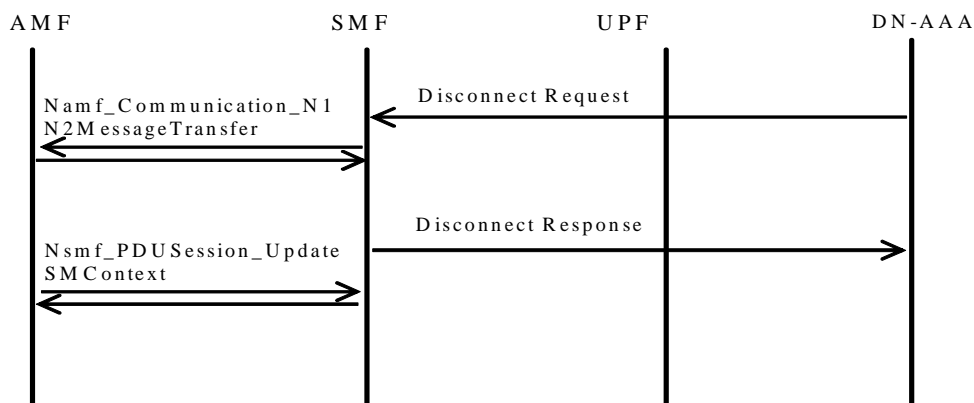 AMF
SMF
UPF
DN-AAA
Disconnect Request
Namf_Communication_N1
N2MessageTransfer
Disconnect Response
Nsmf_PDUSession_Update
SMContext